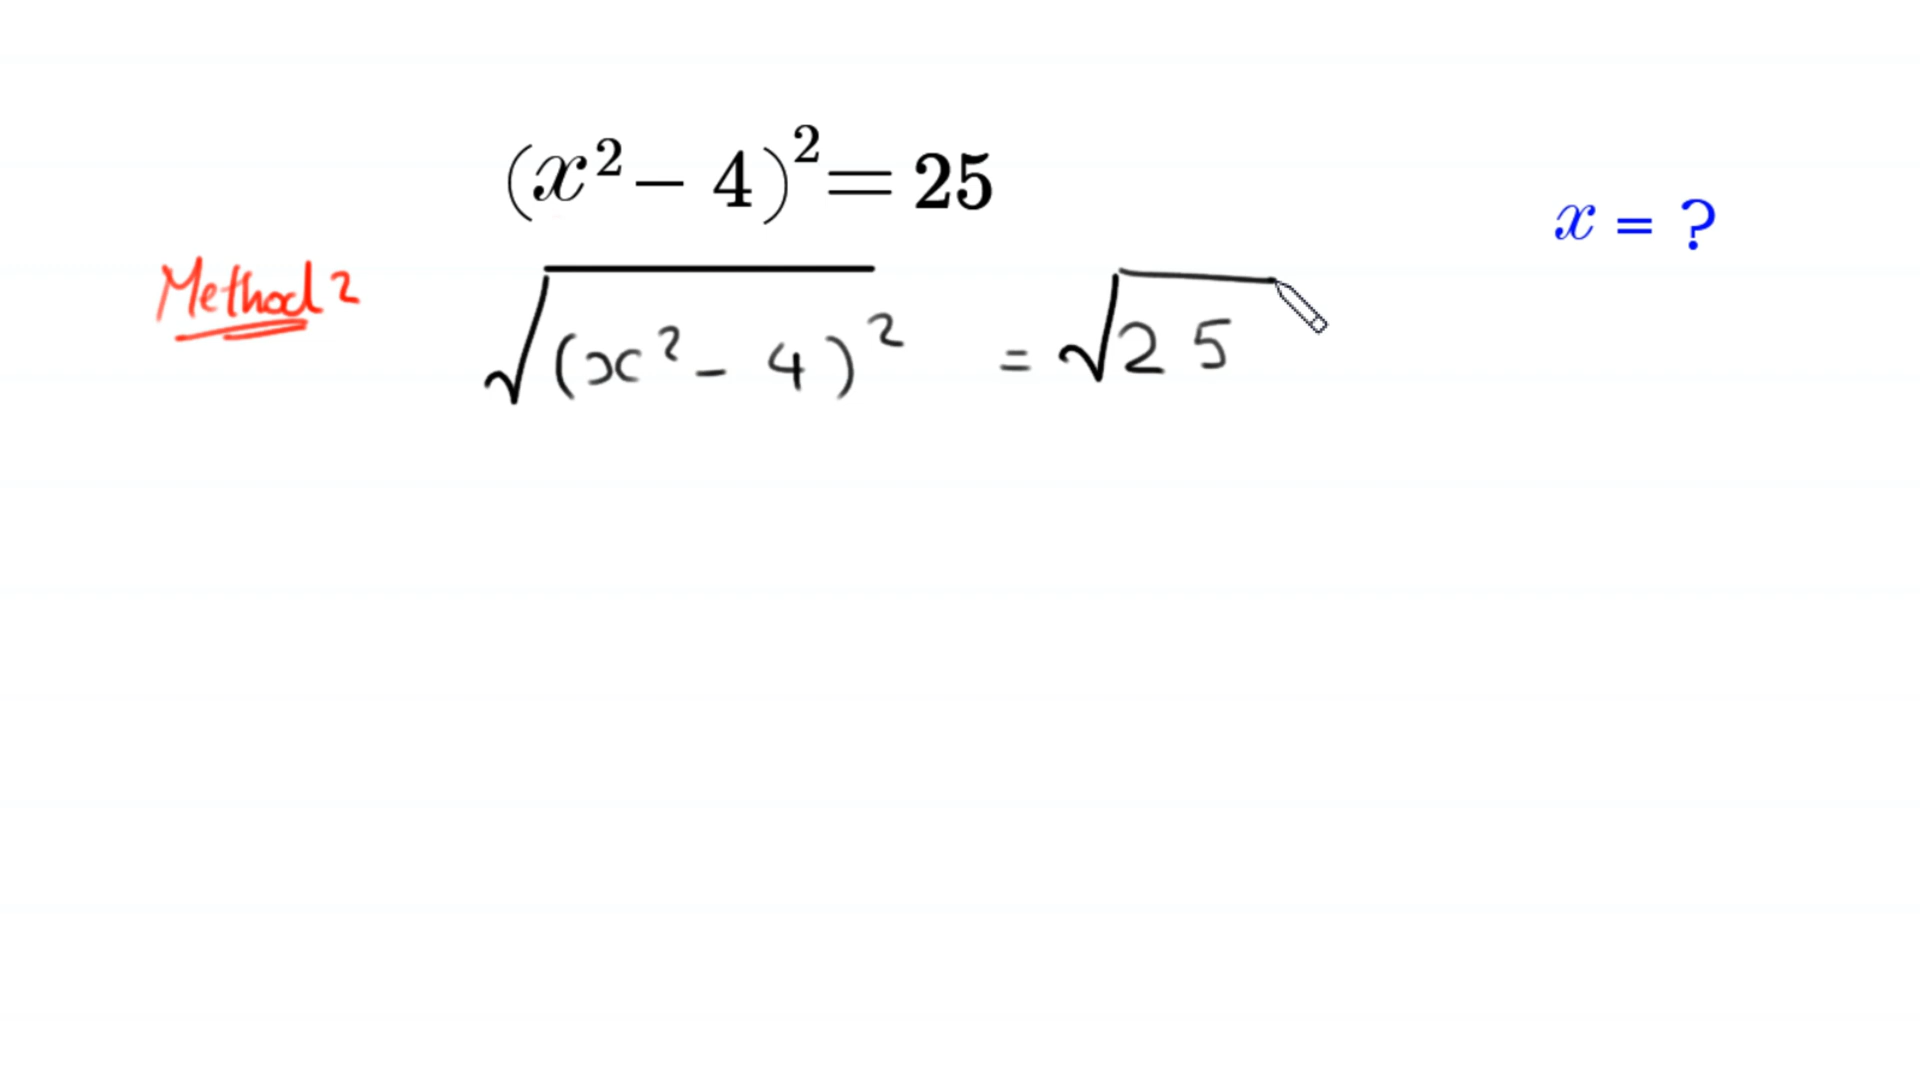 (x² − 4)² = 25
x = ?
Method 2
√(x² − 4)² = √25